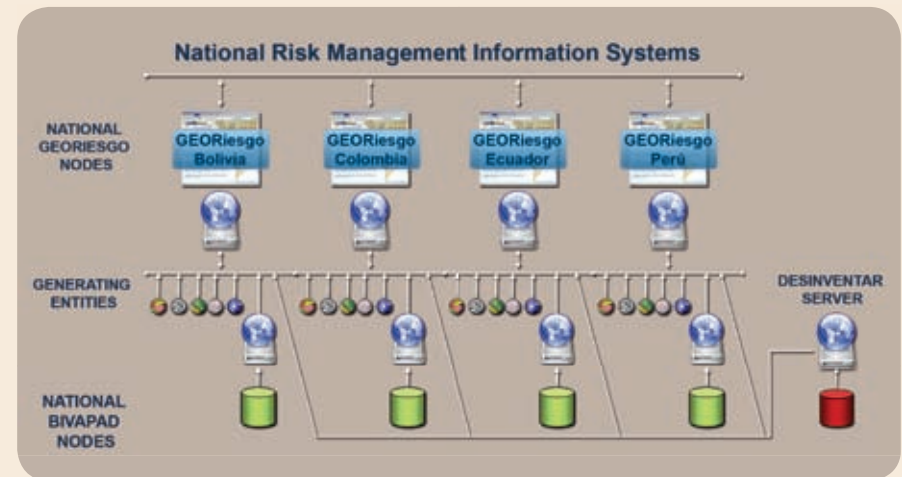 National Risk Management Information Systems
NATIONAL
GEORIESGO
NODES
GEORiesgo
Bolivia
GEORiesgo
Colombia
GEORiesgo
Ecuador
GEORiesgo
Perú
GENERATING
ENTITIES
DESINVENTAR
SERVER
NATIONAL
BIVAPAD
NODES